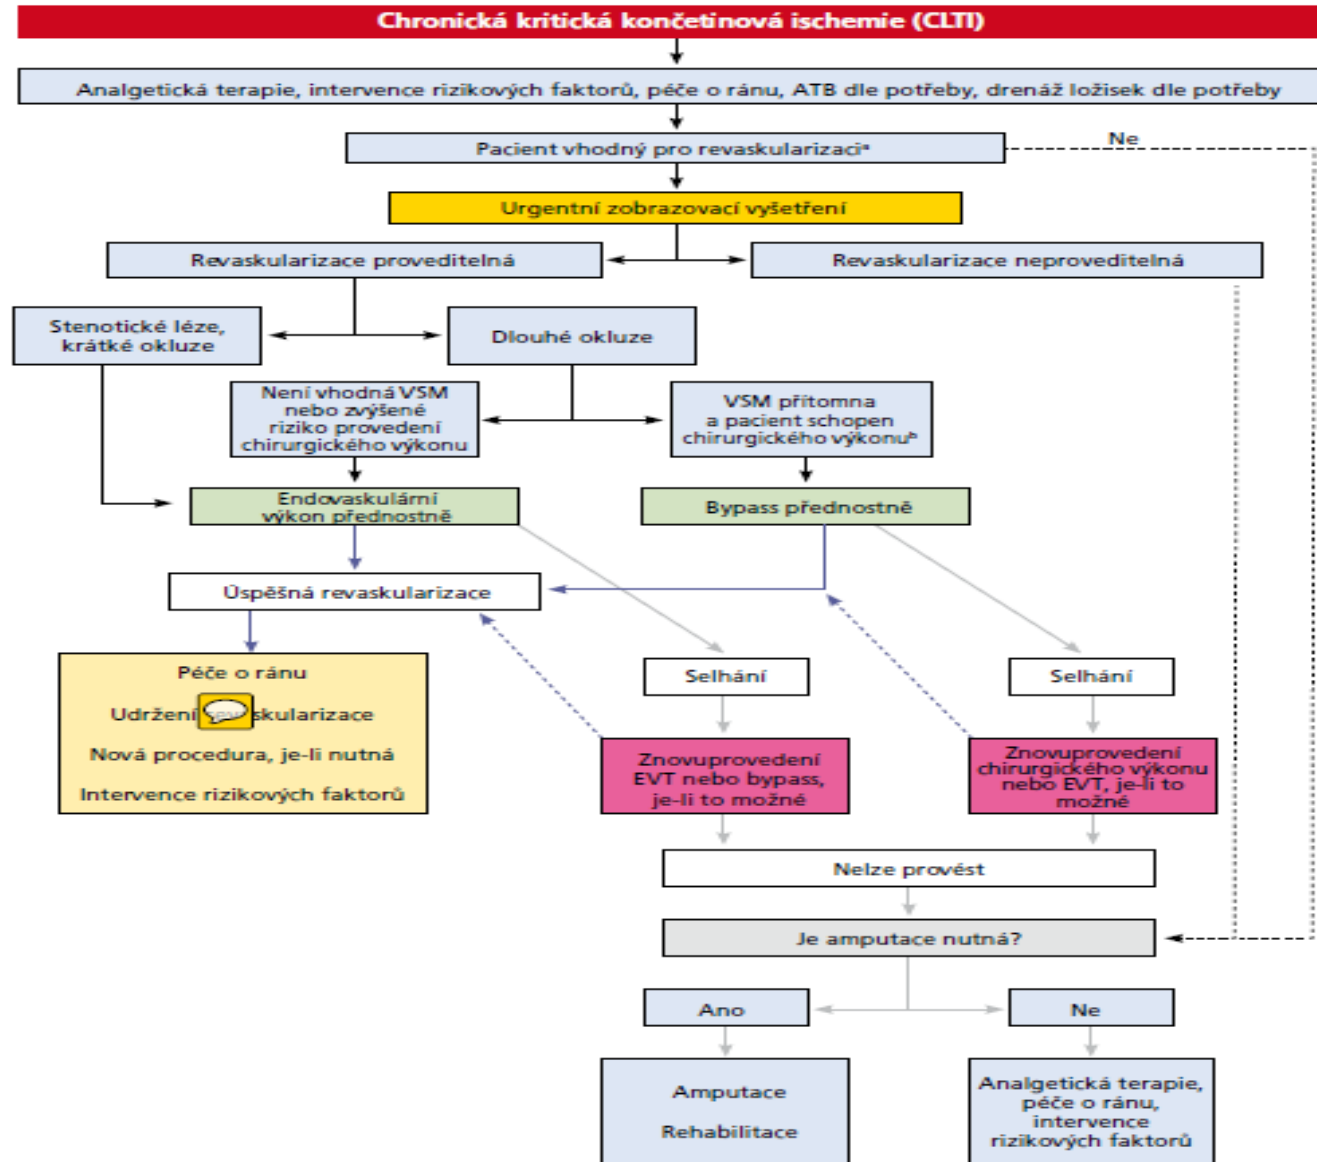 Chronická kritická končetinová ischemie (CLTI)
Analgetická terapie, intervence rizikových faktorů, péče o ránu, ATB dle potřeby, drenáž ložisek dle potřeby
Pacient vhodný pro revaskularizaciᵃ
Ne
Urgentní zobrazovací vyšetření
Revaskularizace proveditelná
Revaskularizace neproveditelná
Stenotické léze,
krátké okluze
Dlouhé okluze
Není vhodná VSM
nebo zvýšené
riziko provedení
chirurgického výkonu
VSM přítomna
a pacient schopen
chirurgického výkonuᵇ
Endovaskulární
výkon přednostně
Bypass přednostně
Úspěšná revaskularizace
Péče o ránu
Udržení skularizace
Nová procedura, je-li nutná
Intervence rizikových faktorů
Selhání
Selhání
Znovuprovedení
EVT nebo bypass,
je-li to možné
Znovuprovedení
chirurgického výkonu
nebo EVT, je-li to
možné
Nelze provést
Je amputace nutná?
Ano
Ne
Amputace
Rehabilitace
Analgetická terapie,
péče o ránu,
intervence
rizikových faktorů